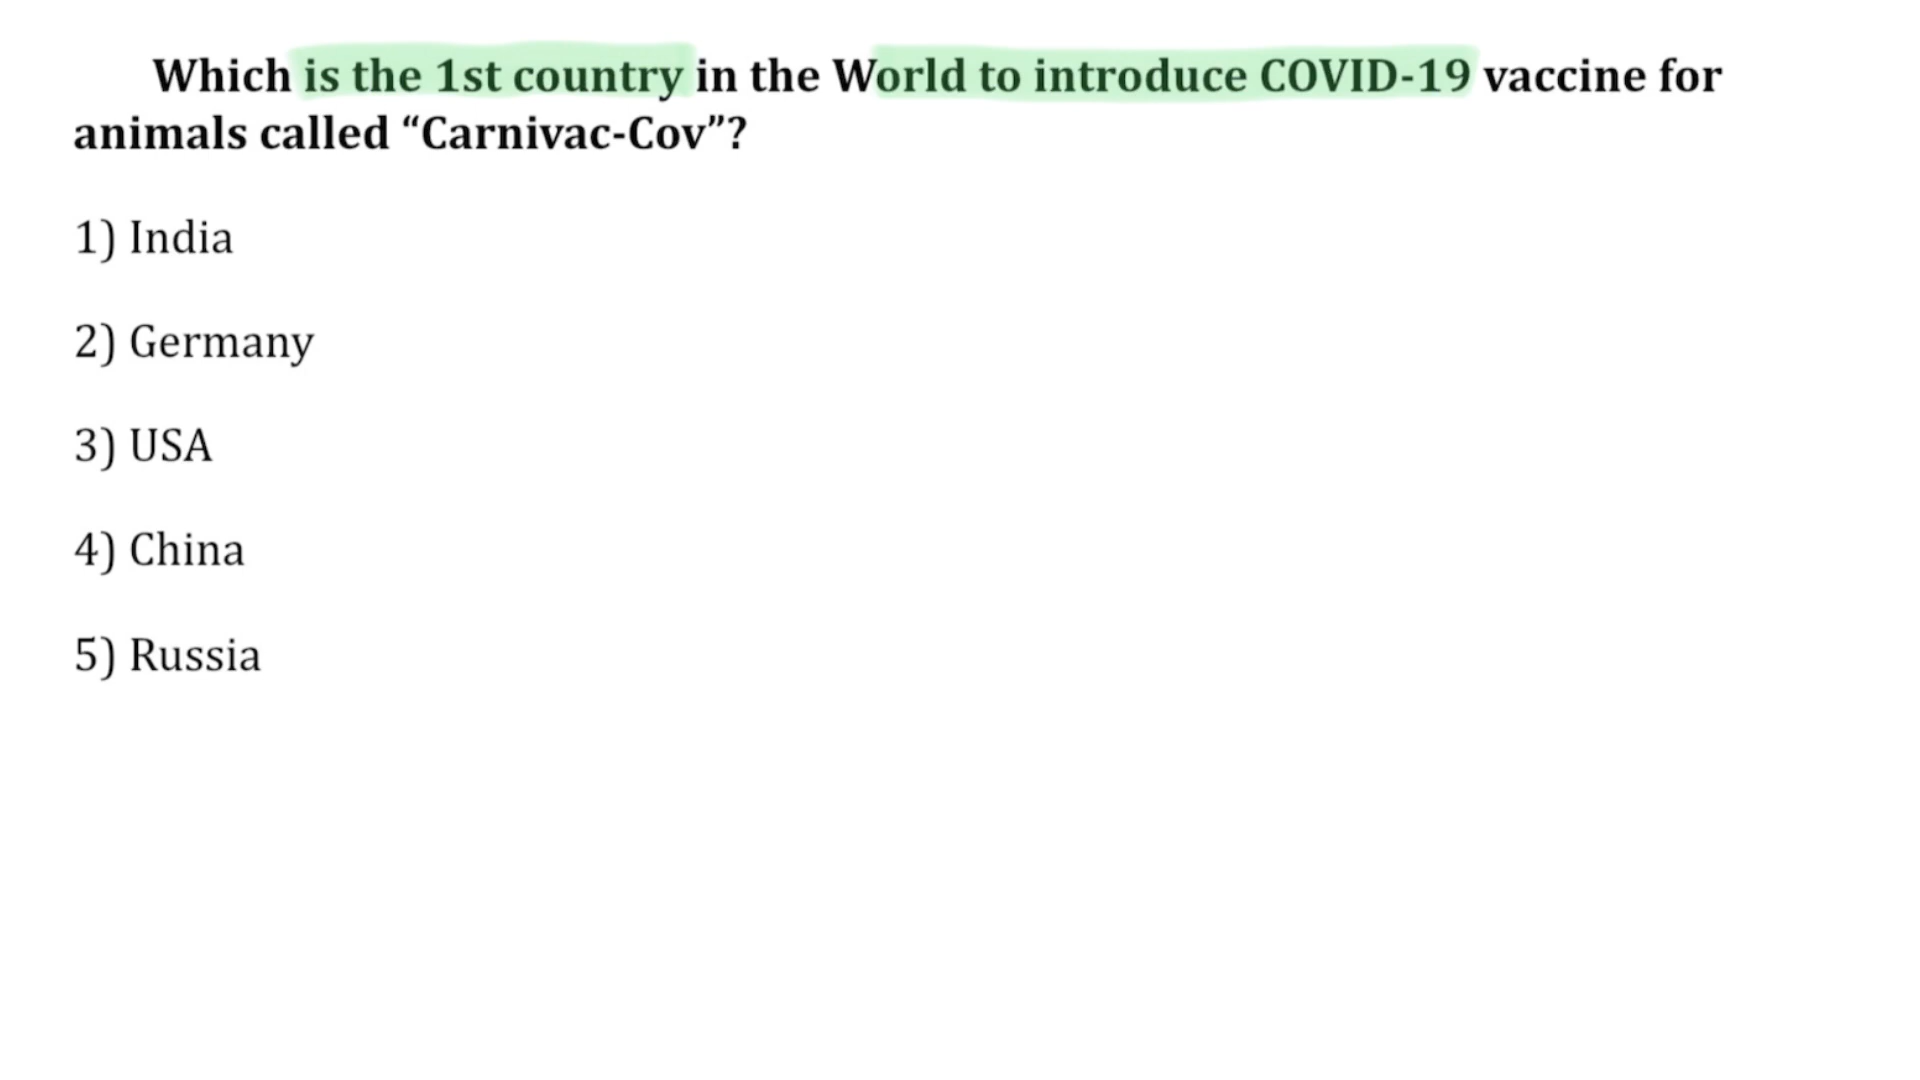 Which is the 1st country in the World to introduce COVID-19 vaccine for
animals called “Carnivac-Cov”?
1) India
2) Germany
3) USA
4) China
5) Russia